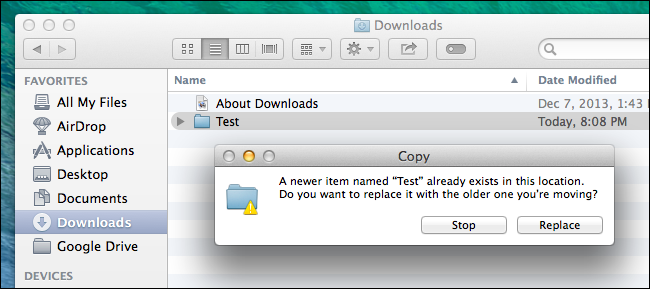 Downloads
FAVORITES
All My Files
AirDrop
Applications
Desktop
Documents
Downloads
Google Drive
DEVICES
Name
Date Modified
About Downloads
Dec 7, 2013, 1:43
Test
Today, 8:08 PM
Copy
A newer item named “Test” already exists in this location.
Do you want to replace it with the older one you're moving?
Stop
Replace